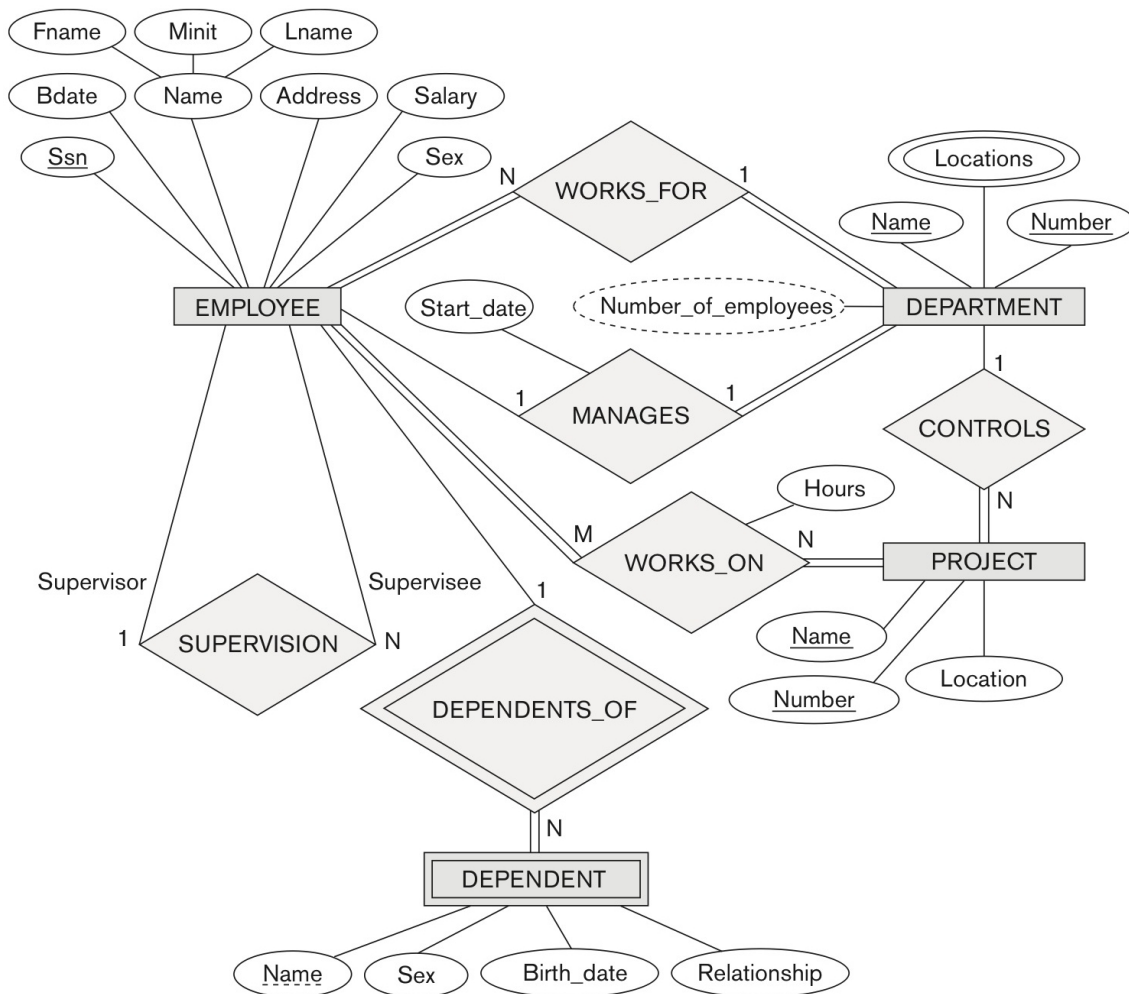 Fname
Minit
Lname
Bdate
Name
Address
Salary
Ssn
Sex
WORKS_FOR
N
1
Locations
Name
Number
EMPLOYEE
Start_date
Number_of_employees
DEPARTMENT
1
MANAGES
1
1
CONTROLS
N
Hours
M
WORKS_ON
N
PROJECT
Supervisor
Supervisee
1
SUPERVISION
N
1
Name
Number
Location
DEPENDENTS_OF
N
DEPENDENT
Name
Sex
Birth_date
Relationship